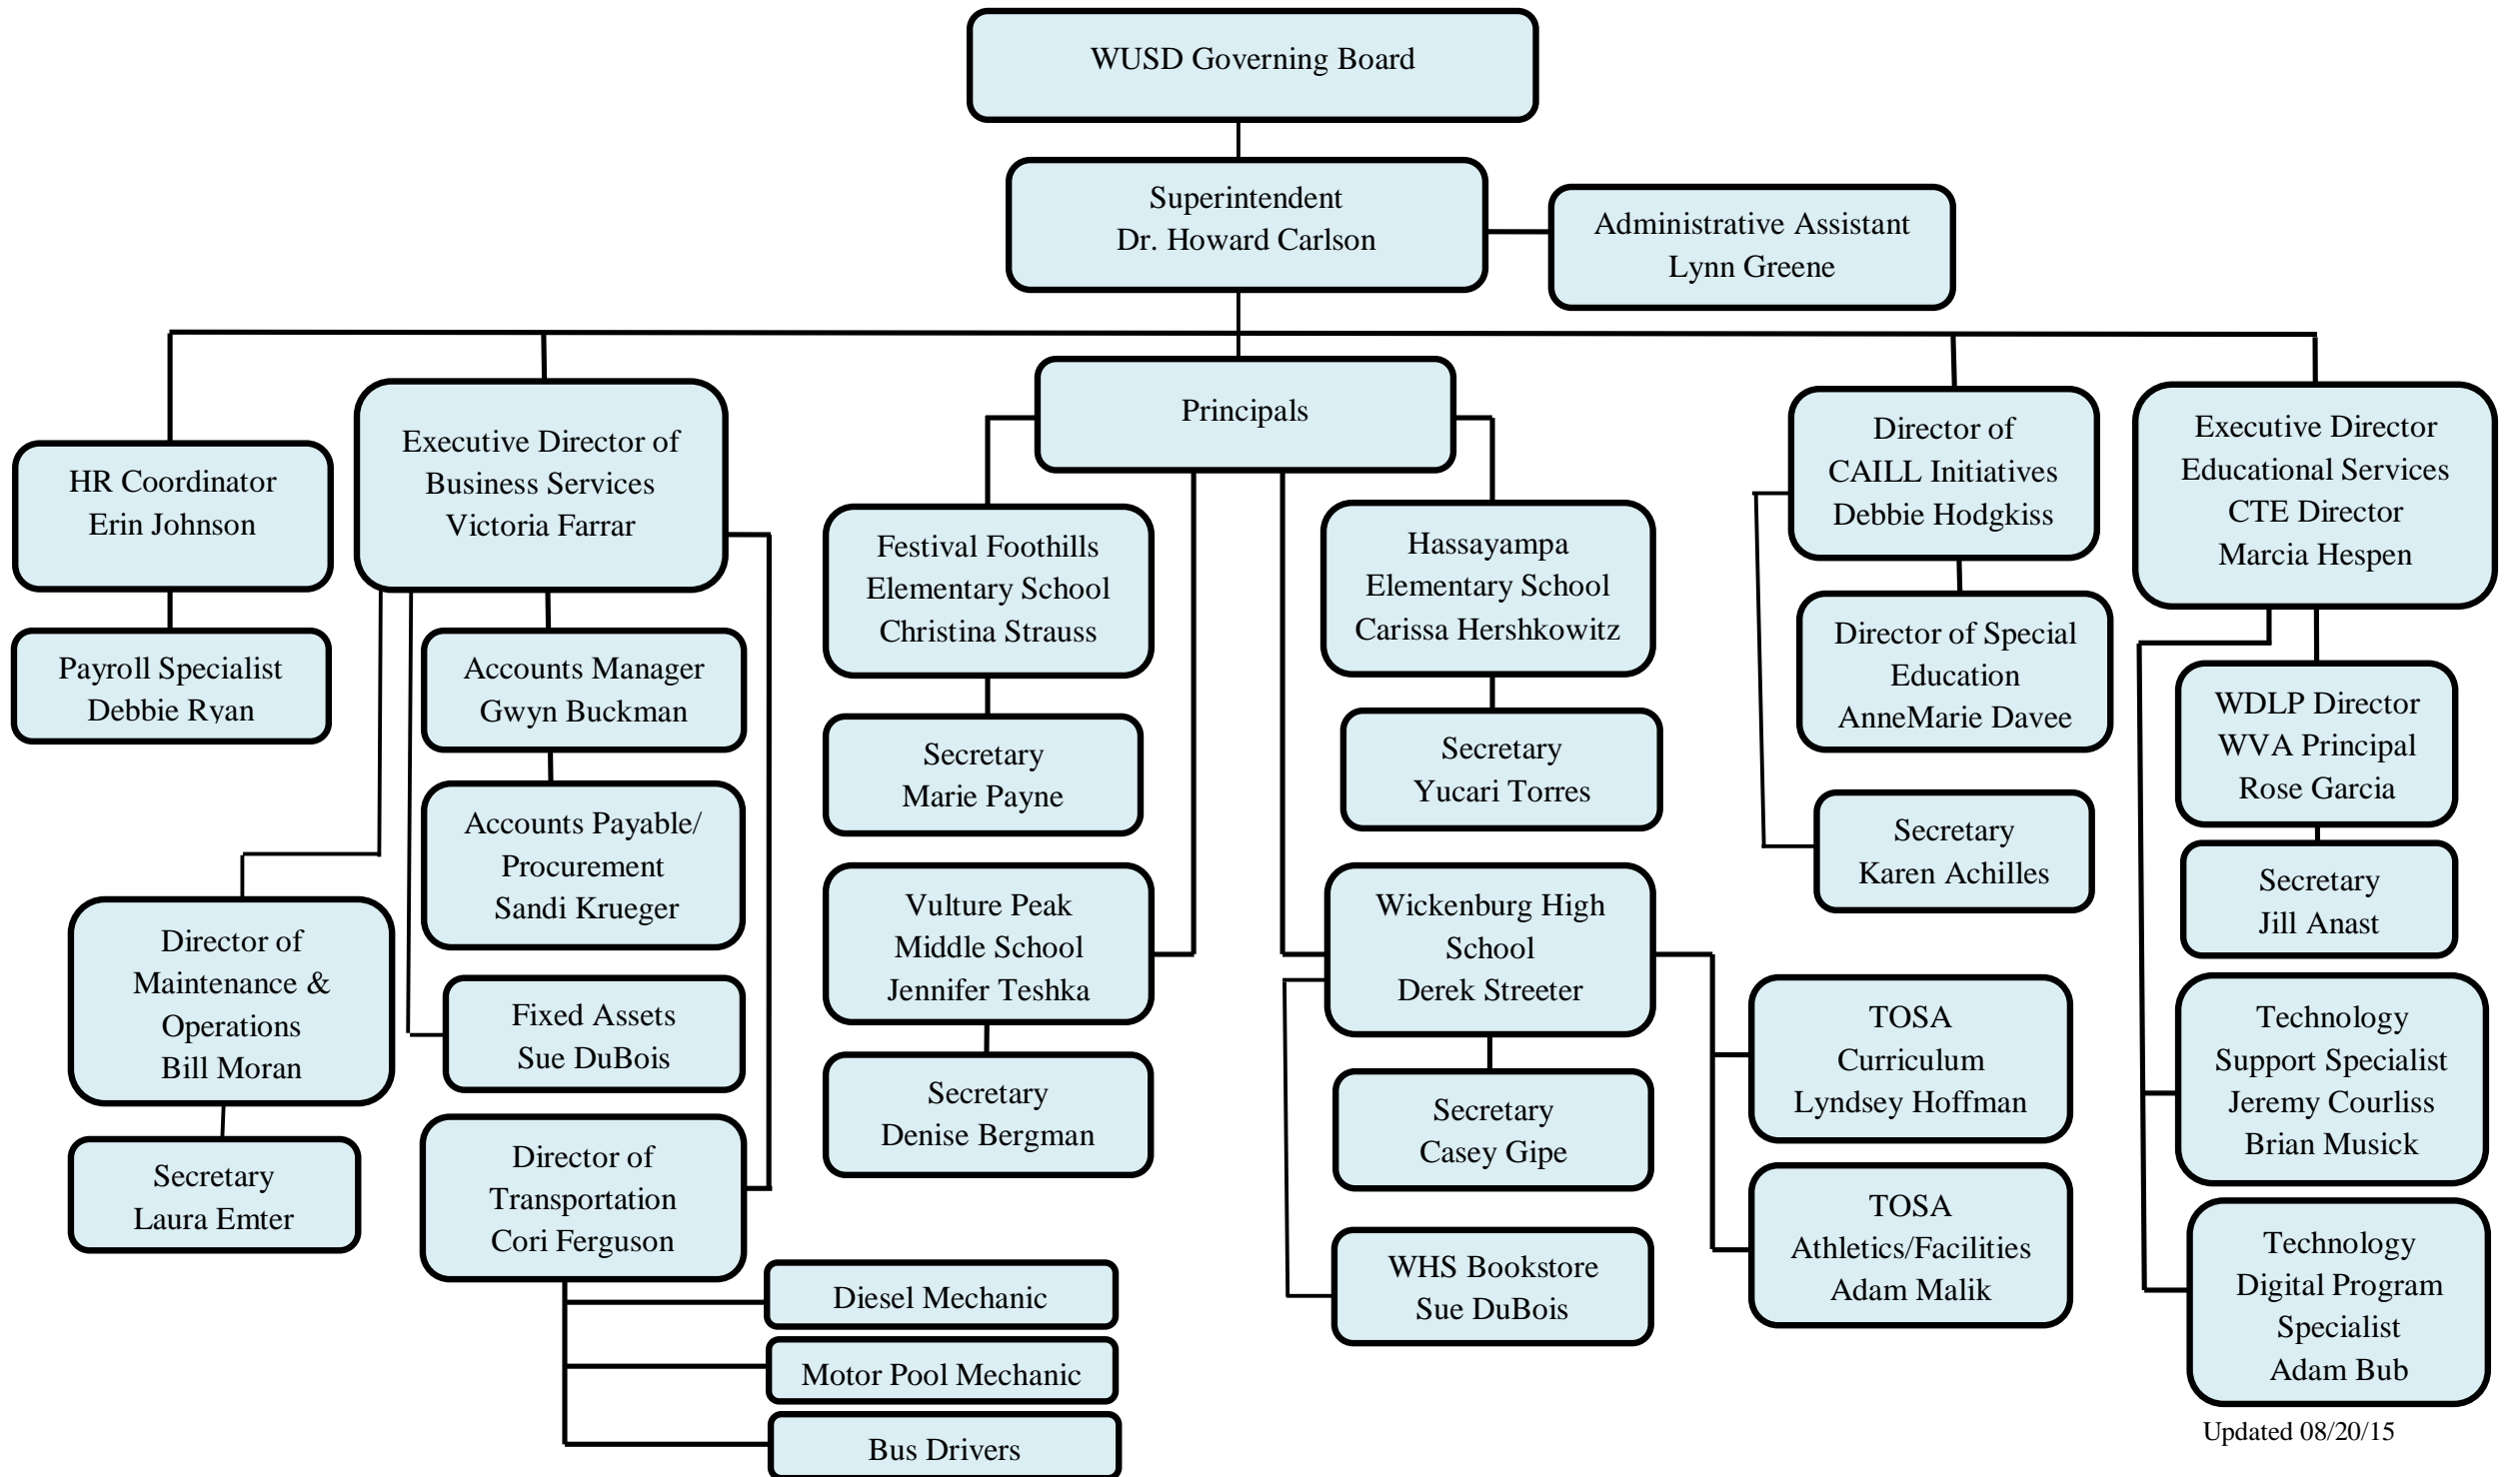 WUSD Governing Board
Superintendent
Dr. Howard Carlson
Administrative Assistant
Lynn Greene
HR Coordinator
Erin Johnson
Payroll Specialist
Debbie Ryan
Executive Director of
Business Services
Victoria Farrar
Accounts Manager
Gwyn Buckman
Accounts Payable/
Procurement
Sandi Krueger
Fixed Assets
Sue DuBois
Director of
Maintenance &
Operations
Bill Moran
Secretary
Laura Emter
Director of
Transportation
Cori Ferguson
Diesel Mechanic
Motor Pool Mechanic
Bus Drivers
Principals
Festival Foothills
Elementary School
Christina Strauss
Secretary
Marie Payne
Vulture Peak
Middle School
Jennifer Teshka
Secretary
Denise Bergman
Hassayampa
Elementary School
Carissa Hershkowitz
Secretary
Yucari Torres
Wickenburg High
School
Derek Streeter
Secretary
Casey Gipe
WHS Bookstore
Sue DuBois
TOSA
Curriculum
Lyndsey Hoffman
TOSA
Athletics/Facilities
Adam Malik
Director of
CAILL Initiatives
Debbie Hodgkiss
Director of Special
Education
AnneMarie Davee
Secretary
Karen Achilles
Executive Director
Educational Services
CTE Director
Marcia Hespen
WDLP Director
WVA Principal
Rose Garcia
Secretary
Jill Anast
Technology
Support Specialist
Jeremy Courliss
Brian Musick
Technology
Digital Program
Specialist
Adam Bub
Updated 08/20/15